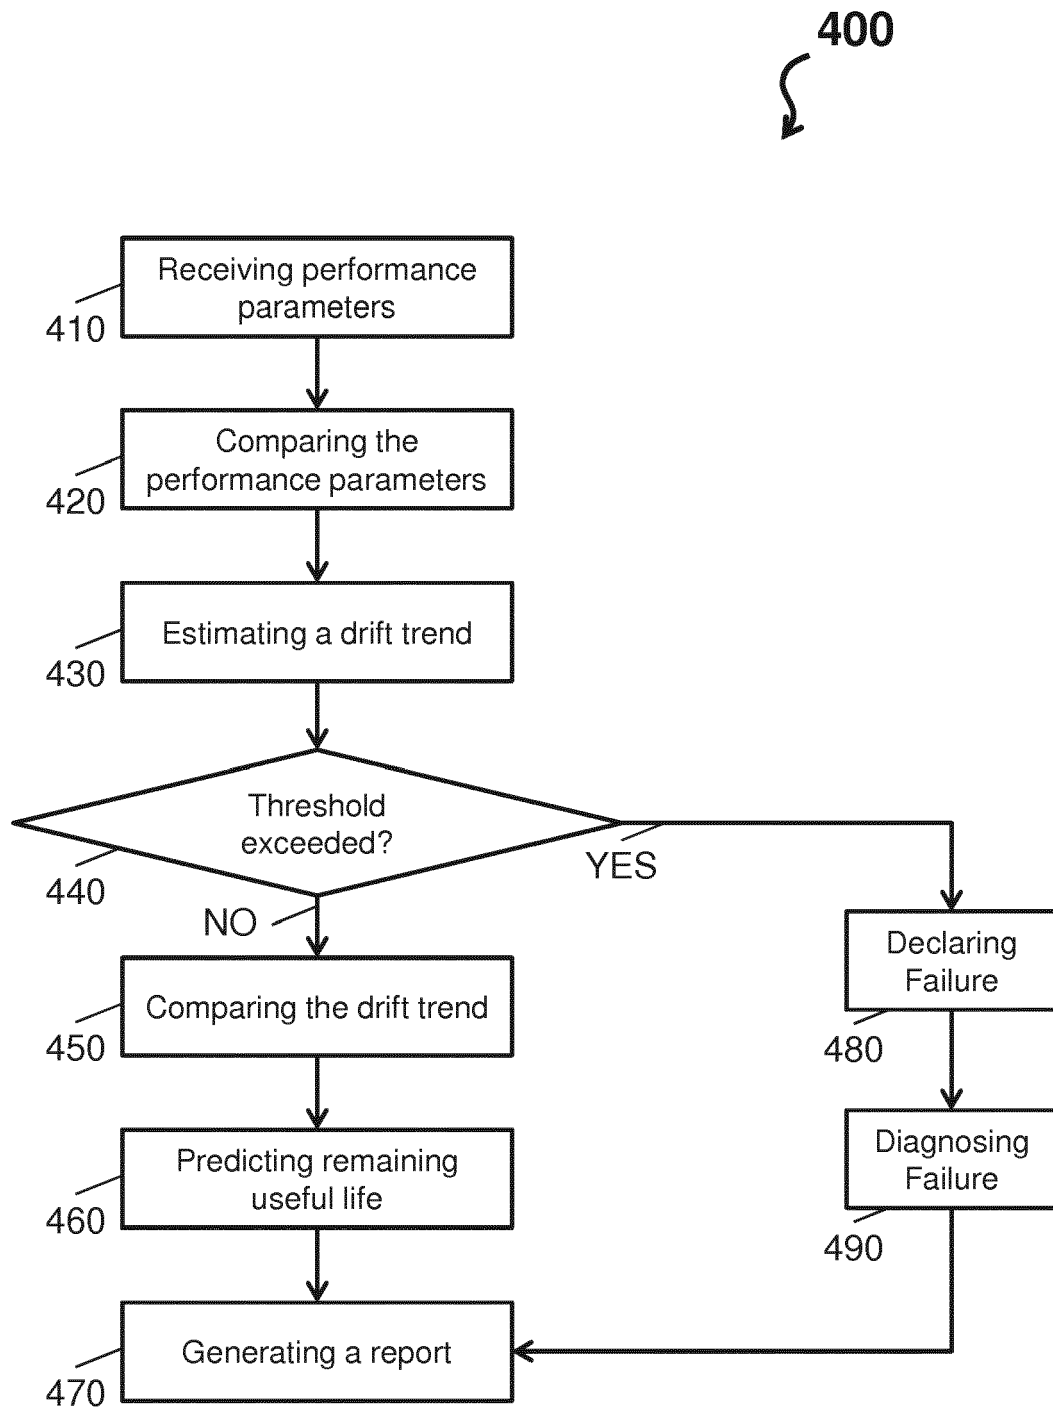 400
Receiving performance
parameters
410
Comparing the
performance parameters
420
Estimating a drift trend
430
Threshold
exceeded?
440
YES
NO
Comparing the drift trend
450
Predicting remaining
useful life
460
Generating a report
470
Declaring
Failure
480
Diagnosing
Failure
490